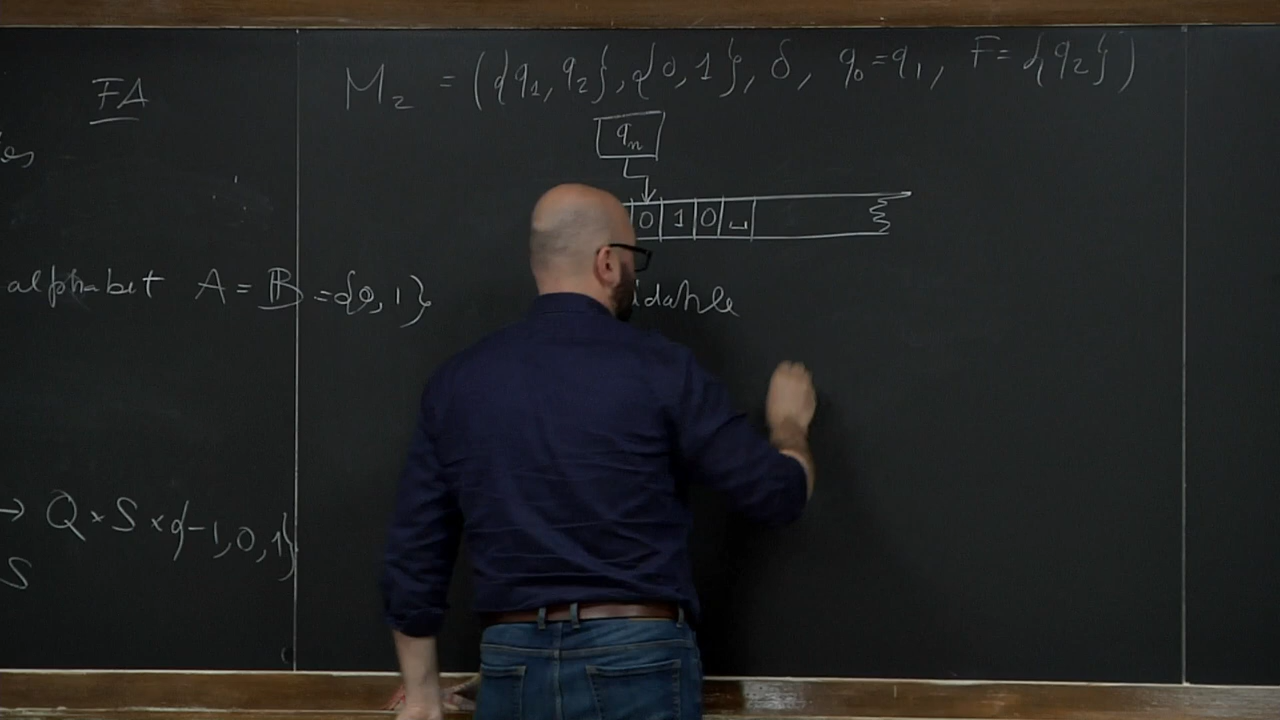 FA
M₂ = ({q₁, q₂}, {0, 1}, δ, q₀=q₁, F={q₂})
qₙ
0 1 0 ␣
alphabet A = 𝔹 = {0, 1}
idable
→ Q × S × {-1, 0, 1}
S